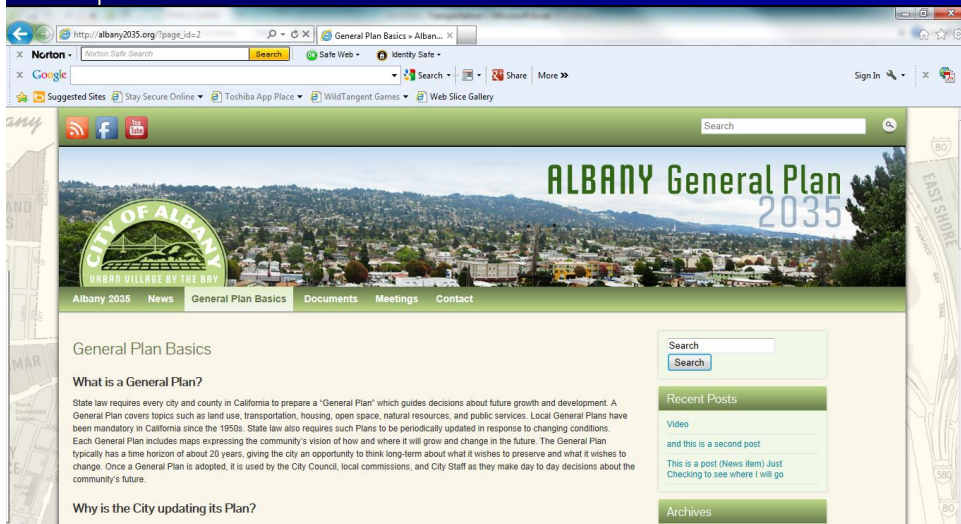 http://albany2035.org/?page_id=2
General Plan Basics » Alban...
Norton
Norton Safe Search
Search
Safe Web
Identity Safe
Google
Search
Share
More »
Sign In
Suggested Sites
Stay Secure Online
Toshiba App Place
WildTangent Games
Web Slice Gallery
You Tube
Search
ALBANY General Plan
2035
CITY OF ALBANY
URBAN VILLAGE BY THE BAY
Albany 2035
News
General Plan Basics
Documents
Meetings
Contact
General Plan Basics
What is a General Plan?
State law requires every city and county in California to prepare a "General Plan" which guides decisions about future growth and development. A
General Plan covers topics such as land use, transportation, housing, open space, natural resources, and public services. Local General Plans have
been mandatory in California since the 1950s. State law also requires such Plans to be periodically updated in response to changing conditions.
Each General Plan includes maps expressing the community's vision of how and where it will grow and change in the future. The General Plan
typically has a time horizon of about 20 years, giving the city an opportunity to think long-term about what it wishes to preserve and what it wishes to
change. Once a General Plan is adopted, it is used by the City Council, local commissions, and City Staff as they make day to day decisions about the
community's future.
Why is the City updating its Plan?
Search
Search
Recent Posts
Video
and this is a second post
This is a post (News item) Just
Checking to see where I will go
Archives
80
EAST SHORE
BAY TRAIL
580
80